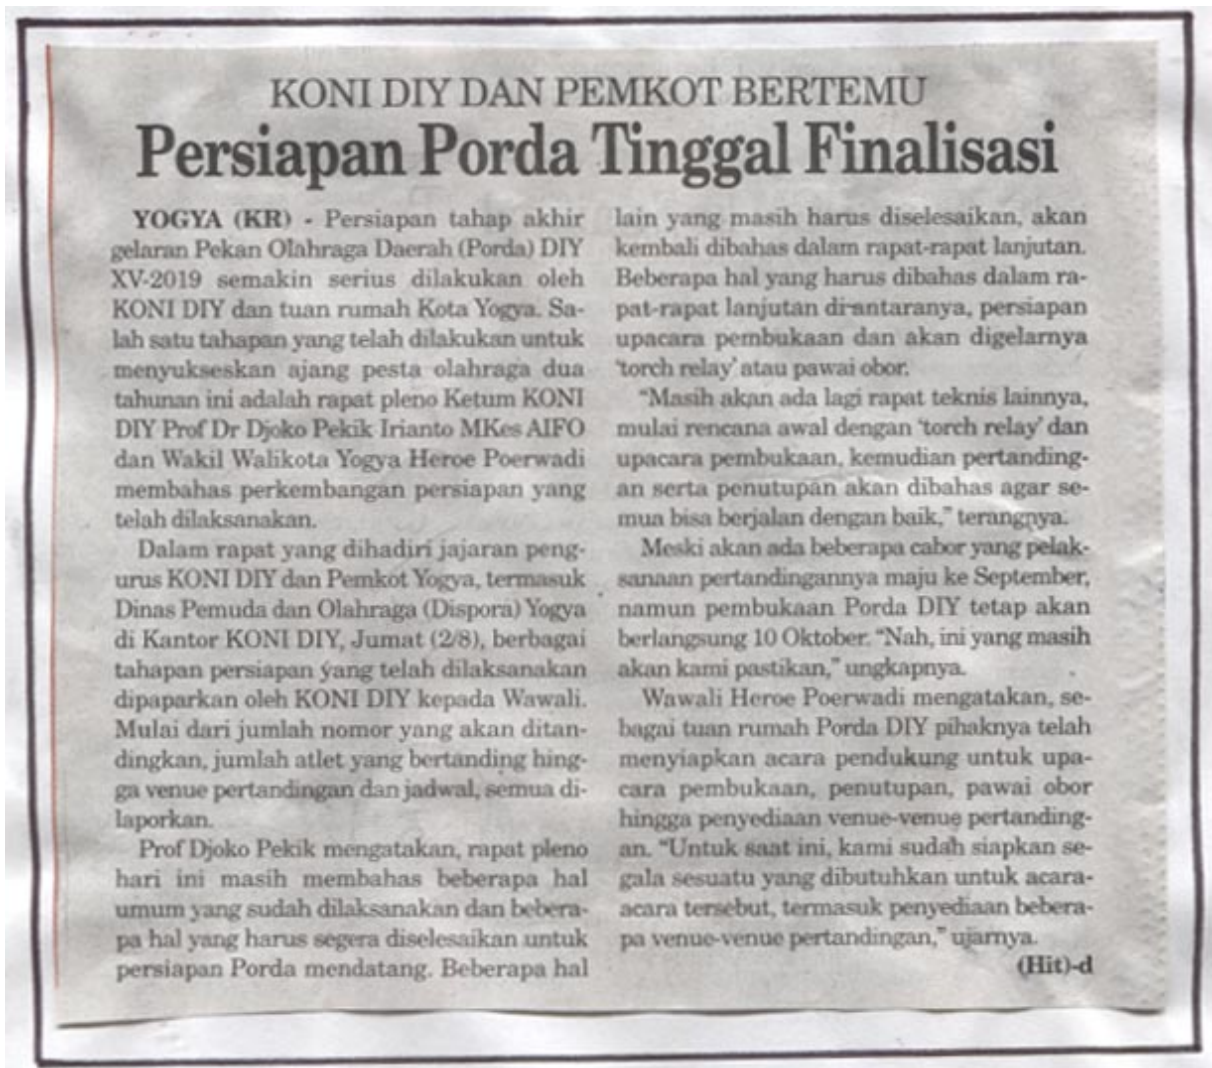 KONI DIY DAN PEMKOT BERTEMU
Persiapan Porda Tinggal Finalisasi
YOGYA (KR) - Persiapan tahap akhir
gelaran Pekan Olahraga Daerah (Porda) DIY
XV-2019 semakin serius dilakukan oleh
KONI DIY dan tuan rumah Kota Yogya. Sa-
lah satu tahapan yang telah dilakukan untuk
menyukseskan ajang pesta olahraga dua
tahunan ini adalah rapat pleno Ketum KONI
DIY Prof Dr Djoko Pekik Irianto MKes AIFO
dan Wakil Walikota Yogya Heroe Poerwadi
membahas perkembangan persiapan yang
telah dilaksanakan.
Dalam rapat yang dihadiri jajaran peng-
urus KONI DIY dan Pemkot Yogya, termasuk
Dinas Pemuda dan Olahraga (Dispora) Yogya
di Kantor KONI DIY, Jumat (2/8), berbagai
tahapan persiapan yang telah dilaksanakan
dipaparkan oleh KONI DIY kepada Wawali.
Mulai dari jumlah nomor yang akan ditan-
dingkan, jumlah atlet yang bertanding hing-
ga venue pertandingan dan jadwal, semua di-
laporkan.
Prof Djoko Pekik mengatakan, rapat pleno
hari ini masih membahas beberapa hal
umum yang sudah dilaksanakan dan bebera-
pa hal yang harus segera diselesaikan untuk
persiapan Porda mendatang. Beberapa hal
lain yang masih harus diselesaikan, akan
kembali dibahas dalam rapat-rapat lanjutan.
Beberapa hal yang harus dibahas dalam ra-
pat-rapat lanjutan di antaranya, persiapan
upacara pembukaan dan akan digelarnya
'torch relay' atau pawai obor.
"Masih akan ada lagi rapat teknis lainnya,
mulai rencana awal dengan 'torch relay' dan
upacara pembukaan, kemudian pertanding-
an serta penutupan akan dibahas agar se-
mua bisa berjalan dengan baik," terangnya.
Meski akan ada beberapa cabor yang pelak-
sanaan pertandingannya maju ke September,
namun pembukaan Porda DIY tetap akan
berlangsung 10 Oktober. "Nah, ini yang masih
akan kami pastikan," ungkapnya.
Wawali Heroe Poerwadi mengatakan, se-
bagai tuan rumah Porda DIY pihaknya telah
menyiapkan acara pendukung untuk upa-
cara pembukaan, penutupan, pawai obor
hingga penyediaan venue-venue pertanding-
an. "Untuk saat ini, kami sudah siapkan se-
gala sesuatu yang dibutuhkan untuk acara-
acara tersebut, termasuk penyediaan bebera-
pa venue-venue pertandingan," ujarnya.
(Hit)-d